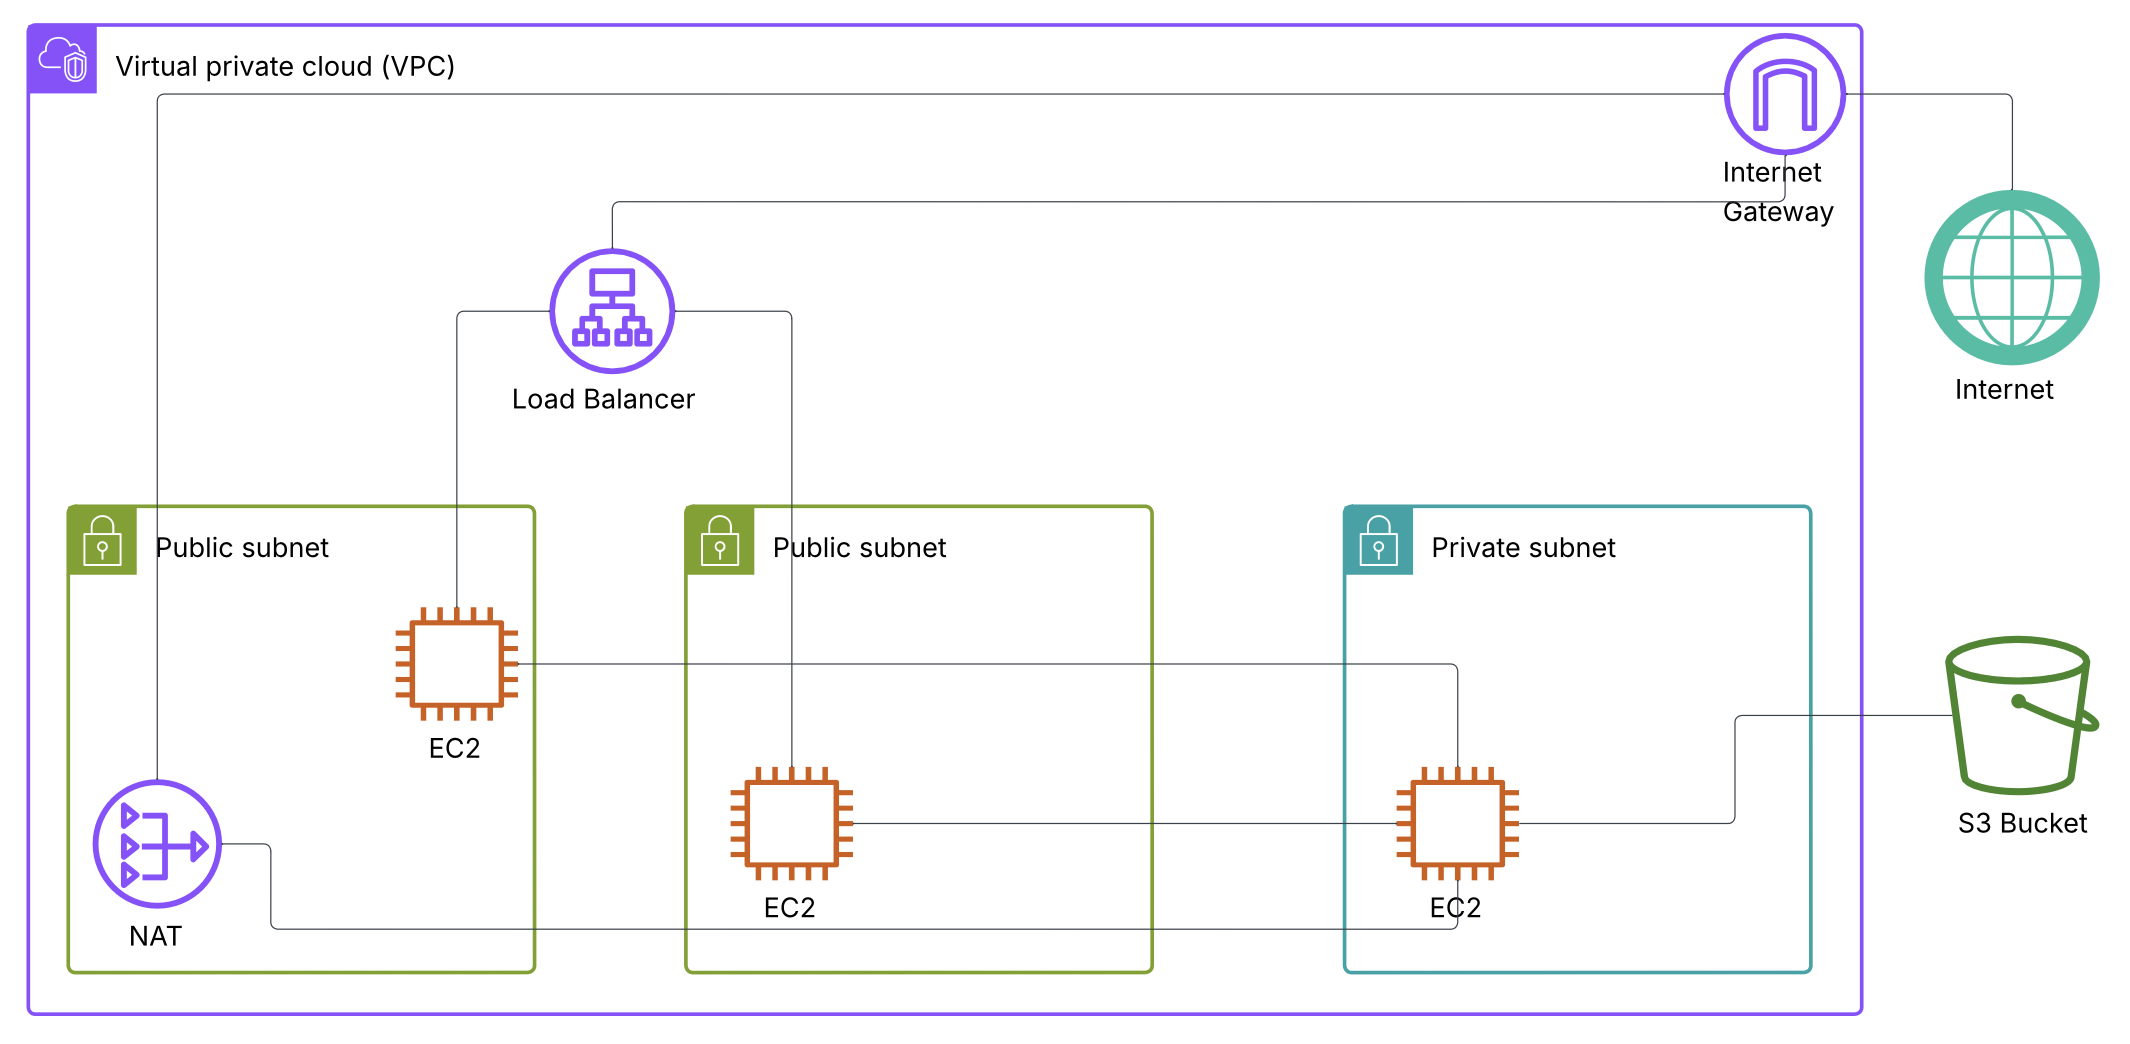 Virtual private cloud (VPC)
Internet
Gateway
Internet
Load Balancer
Public subnet
Public subnet
Private subnet
EC2
S3 Bucket
EC2
EC2
NAT